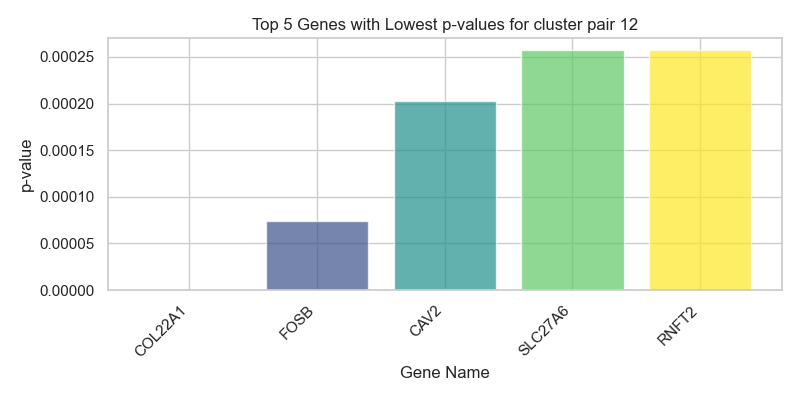 Top 5 Genes with Lowest p-values for cluster pair 12
p-value
0.00025
0.00020
0.00015
0.00010
0.00005
0.00000
COL22A1
FOSB
CAV2
SLC27A6
RNFT2
Gene Name